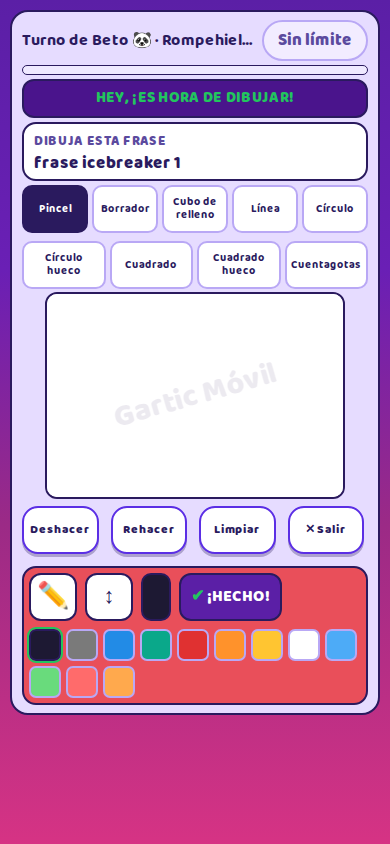 Turno de Beto 🐼 · Rompehiel...
Sin límite
HEY, ¡ES HORA DE DIBUJAR!
DIBUJA ESTA FRASE
frase icebreaker 1
Pincel
Borrador
Cubo de
relleno
Línea
Círculo
Círculo
hueco
Cuadrado
Cuadrado
hueco
Cuentagotas
Gartic Móvil
Deshacer
Rehacer
Limpiar
✕ Salir
✔ ¡HECHO!